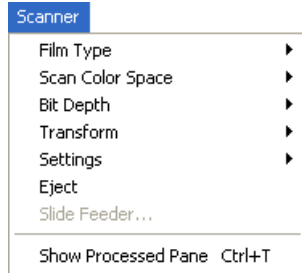 Scanner
Film Type
Scan Color Space
Bit Depth
Transform
Settings
Eject
Slide Feeder...
Show Processed Pane Ctrl+T